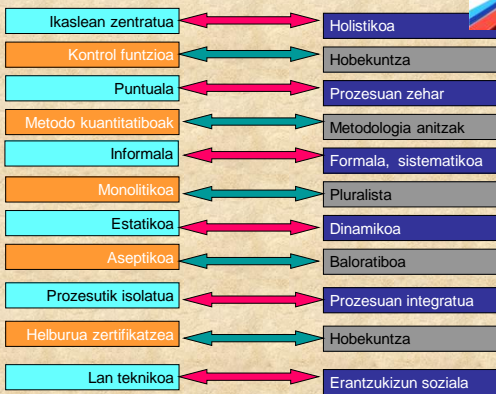 Ikaslean zentratua Holistikoa
Kontrol funtzioa Hobekuntza
Puntuala Prozesuan zehar
Metodo kuantitatiboak Metodologia anitzak
Informala Formala, sistematikoa
Monolitikoa Pluralista
Estatikoa Dinamikoa
Aseptikoa Baloratiboa
Prozesutik isolatua Prozesuan integratua
Helburua zertifikatzea Hobekuntza
Lan teknikoa Erantzukizun soziala